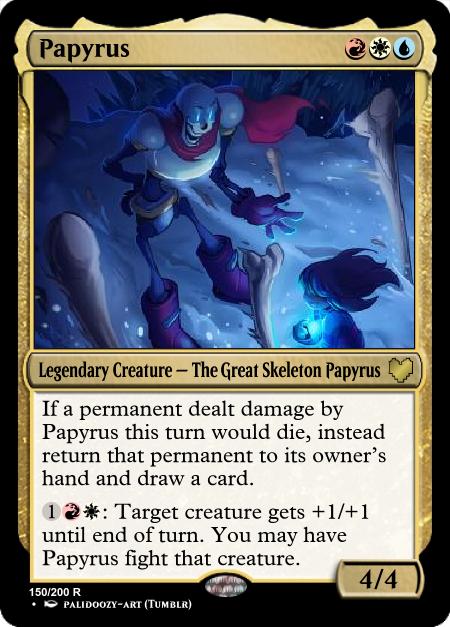 Papyrus
Legendary Creature – The Great Skeleton Papyrus
If a permanent dealt damage by
Papyrus this turn would die, instead
return that permanent to its owner's
hand and draw a card.
1: Target creature gets +1/+1
until end of turn. You may have
Papyrus fight that creature.
4/4
150/200 R
• PALIDOOZY-ART (TUMBLR)